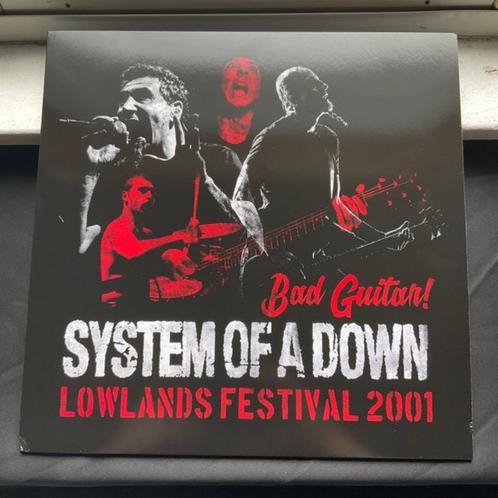 Bad Guitar!
SYSTEM OF A DOWN
LOWLANDS FESTIVAL 2001